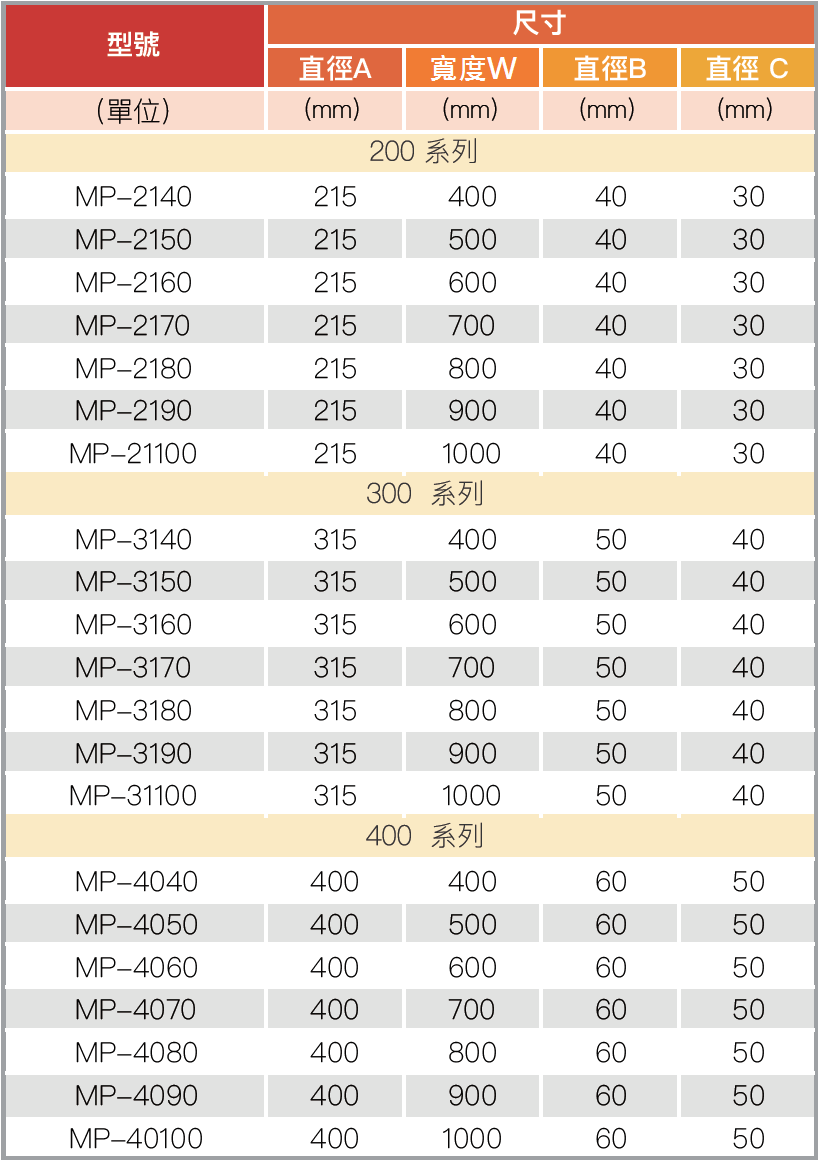 型號 尺寸
直徑A 寬度W 直徑B 直徑 C
(單位) (mm) (mm) (mm) (mm)
200 系列
MP-2140 215 400 40 30
MP-2150 215 500 40 30
MP-2160 215 600 40 30
MP-2170 215 700 40 30
MP-2180 215 800 40 30
MP-2190 215 900 40 30
MP-21100 215 1000 40 30
300 系列
MP-3140 315 400 50 40
MP-3150 315 500 50 40
MP-3160 315 600 50 40
MP-3170 315 700 50 40
MP-3180 315 800 50 40
MP-3190 315 900 50 40
MP-31100 315 1000 50 40
400 系列
MP-4040 400 400 60 50
MP-4050 400 500 60 50
MP-4060 400 600 60 50
MP-4070 400 700 60 50
MP-4080 400 800 60 50
MP-4090 400 900 60 50
MP-40100 400 1000 60 50